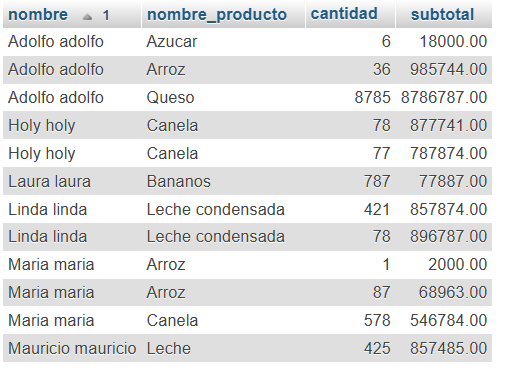 nombre 1 nombre_producto cantidad subtotal
Adolfo adolfo Azucar 6 18000.00
Adolfo adolfo Arroz 36 985744.00
Adolfo adolfo Queso 8785 8786787.00
Holy holy Canela 78 877741.00
Holy holy Canela 77 787874.00
Laura laura Bananos 787 77887.00
Linda linda Leche condensada 421 857874.00
Linda linda Leche condensada 78 896787.00
Maria maria Arroz 1 2000.00
Maria maria Arroz 87 68963.00
Maria maria Canela 578 546784.00
Mauricio mauricio Leche 425 857485.00